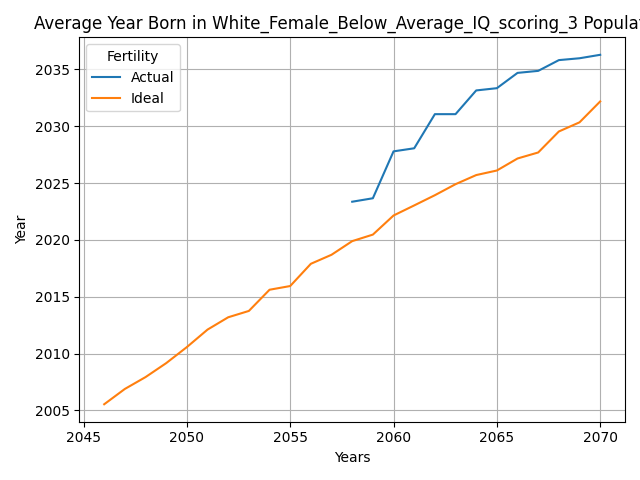 Average Year Born in White_Female_Below_Average_IQ_scoring_3 Populat
Fertility
Actual
Ideal
2035
2030
2025
2020
2015
2010
2005
Year
2045 2050 2055 2060 2065 2070
Years